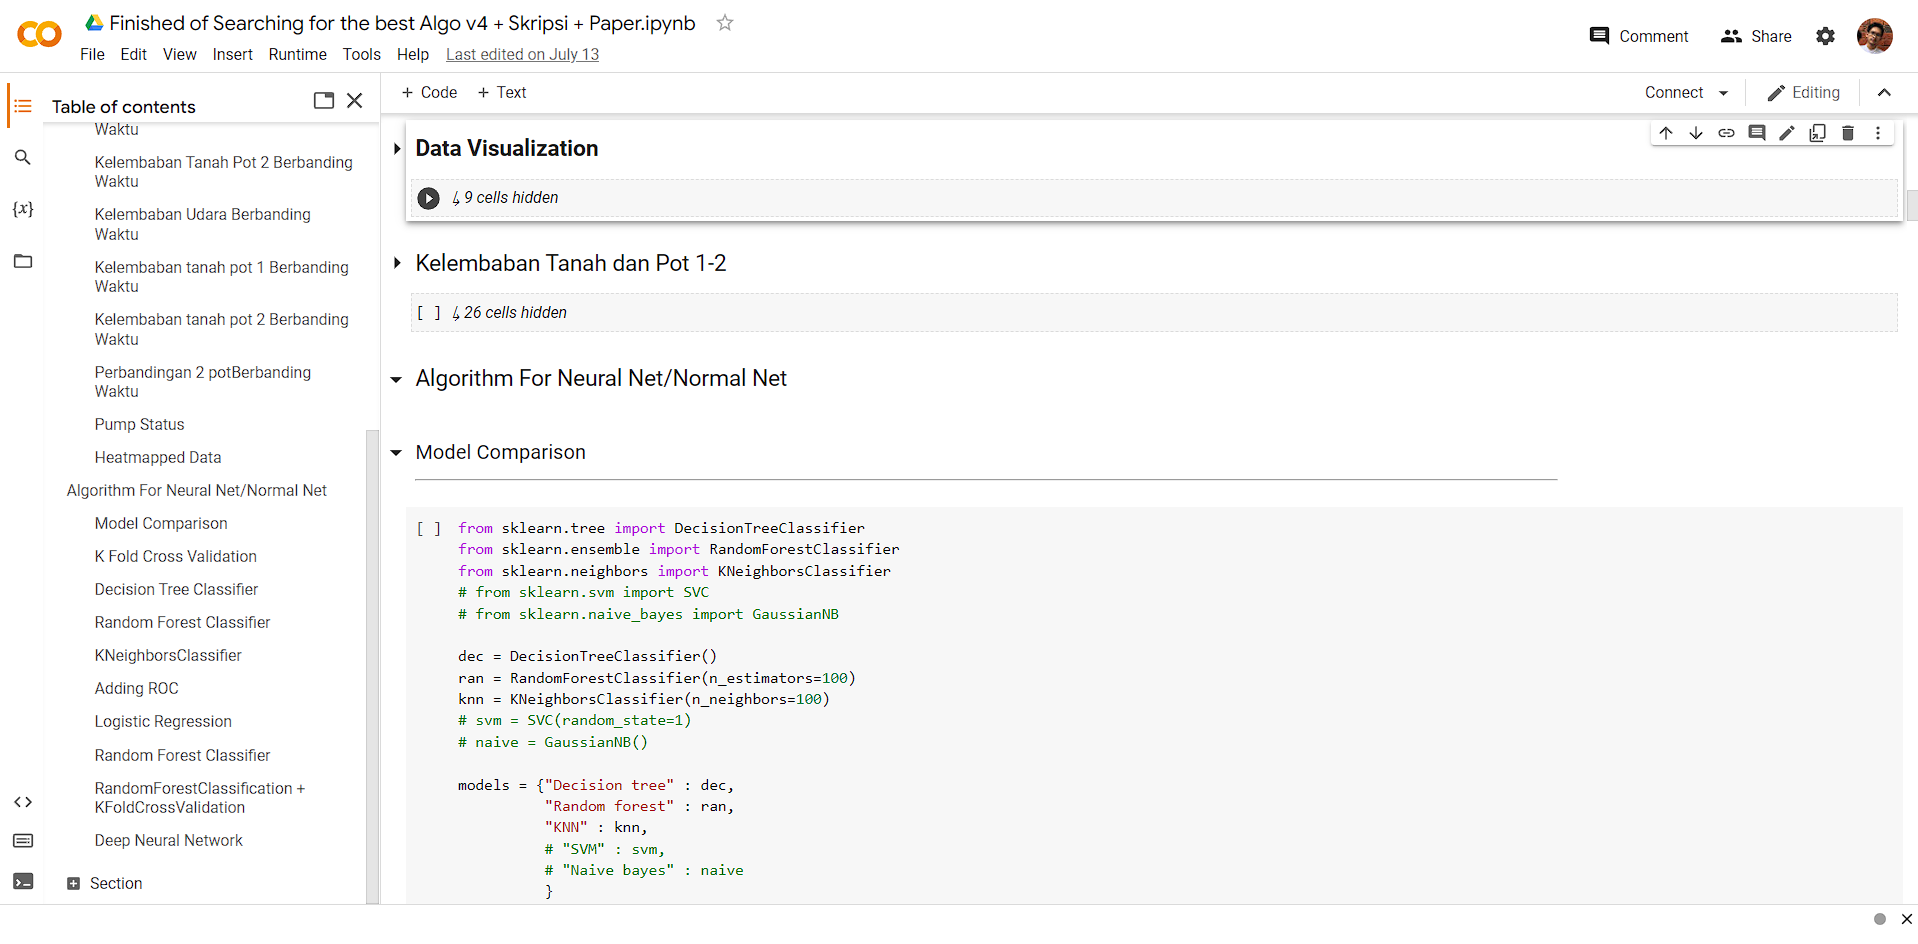 Finished of Searching for the best Algo v4 + Skripsi + Paper.ipynb
File Edit View Insert Runtime Tools Help Last edited on July 13
Comment Share
Table of contents
Waktu
Kelembaban Tanah Pot 2 Berbanding
Waktu
Kelembaban Udara Berbanding
Waktu
Kelembaban tanah pot 1 Berbanding
Waktu
Kelembaban tanah pot 2 Berbanding
Waktu
Perbandingan 2 potBerbanding
Waktu
Pump Status
Heatmapped Data
Algorithm For Neural Net/Normal Net
Model Comparison
K Fold Cross Validation
Decision Tree Classifier
Random Forest Classifier
KNeighborsClassifier
Adding ROC
Logistic Regression
Random Forest Classifier
RandomForestClassification +
KFoldCrossValidation
Deep Neural Network
Section
+ Code + Text
Connect Editing
Data Visualization
↳ 9 cells hidden
Kelembaban Tanah dan Pot 1-2
[ ] ↳ 26 cells hidden
Algorithm For Neural Net/Normal Net
Model Comparison
[ ] from sklearn.tree import DecisionTreeClassifier
from sklearn.ensemble import RandomForestClassifier
from sklearn.neighbors import KNeighborsClassifier
# from sklearn.svm import SVC
# from sklearn.naive_bayes import GaussianNB
dec = DecisionTreeClassifier()
ran = RandomForestClassifier(n_estimators=100)
knn = KNeighborsClassifier(n_neighbors=100)
# svm = SVC(random_state=1)
# naive = GaussianNB()
models = {"Decision tree" : dec,
"Random forest" : ran,
"KNN" : knn,
# "SVM" : svm,
# "Naive bayes" : naive
}